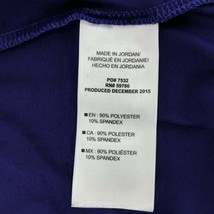 MADE IN JORDAN/
FABRIQUÉ EN JORDANIE/
HECHO EN JORDANIA
PO# 7532
RN# 59786
PRODUCED DECEMBER 2015
■ EN : 90% POLYESTER
10% SPANDEX
■ CA : 90% POLYESTER
10% SPANDEX
■ MX : 90% POLIÉSTER
10% SPANDEX